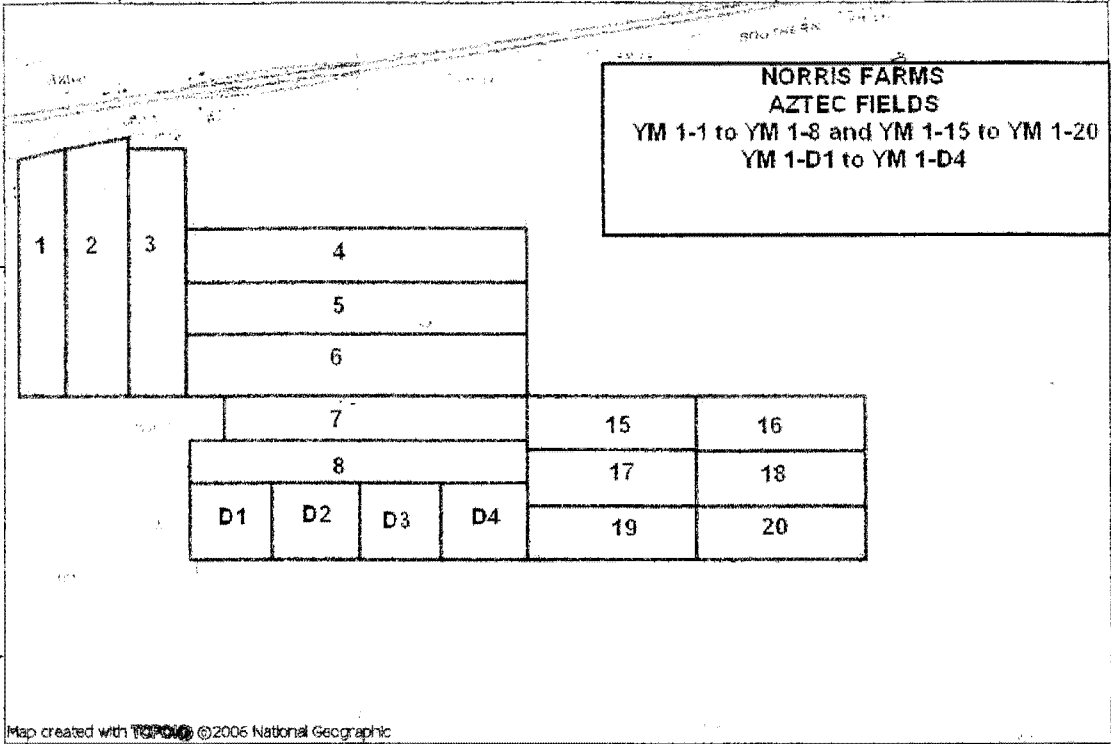 SOUTHERN
Aztec
NORRIS FARMS
AZTEC FIELDS
YM 1-1 to YM 1-8 and YM 1-15 to YM 1-20
YM 1-D1 to YM 1-D4
1
2
3
4
5
6
7
8
15
16
17
18
D1
D2
D3
D4
19
20
Map created with TOPO!® ©2006 National Geographic